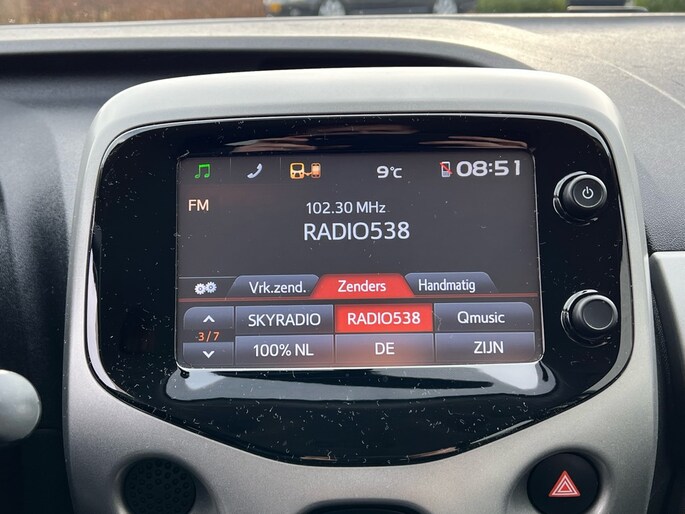 9°C 08:51
FM
102.30 MHz
RADIO538
Vrk.zend. Zenders Handmatig
SKYRADIO RADIO538 Qmusic
3/7
100% NL DE ZIJN